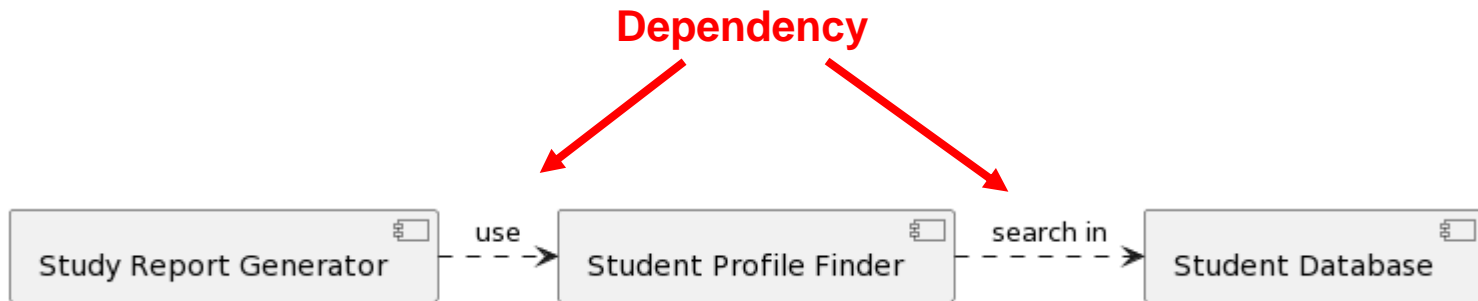 Dependency
use
search in
Study Report Generator
Student Profile Finder
Student Database